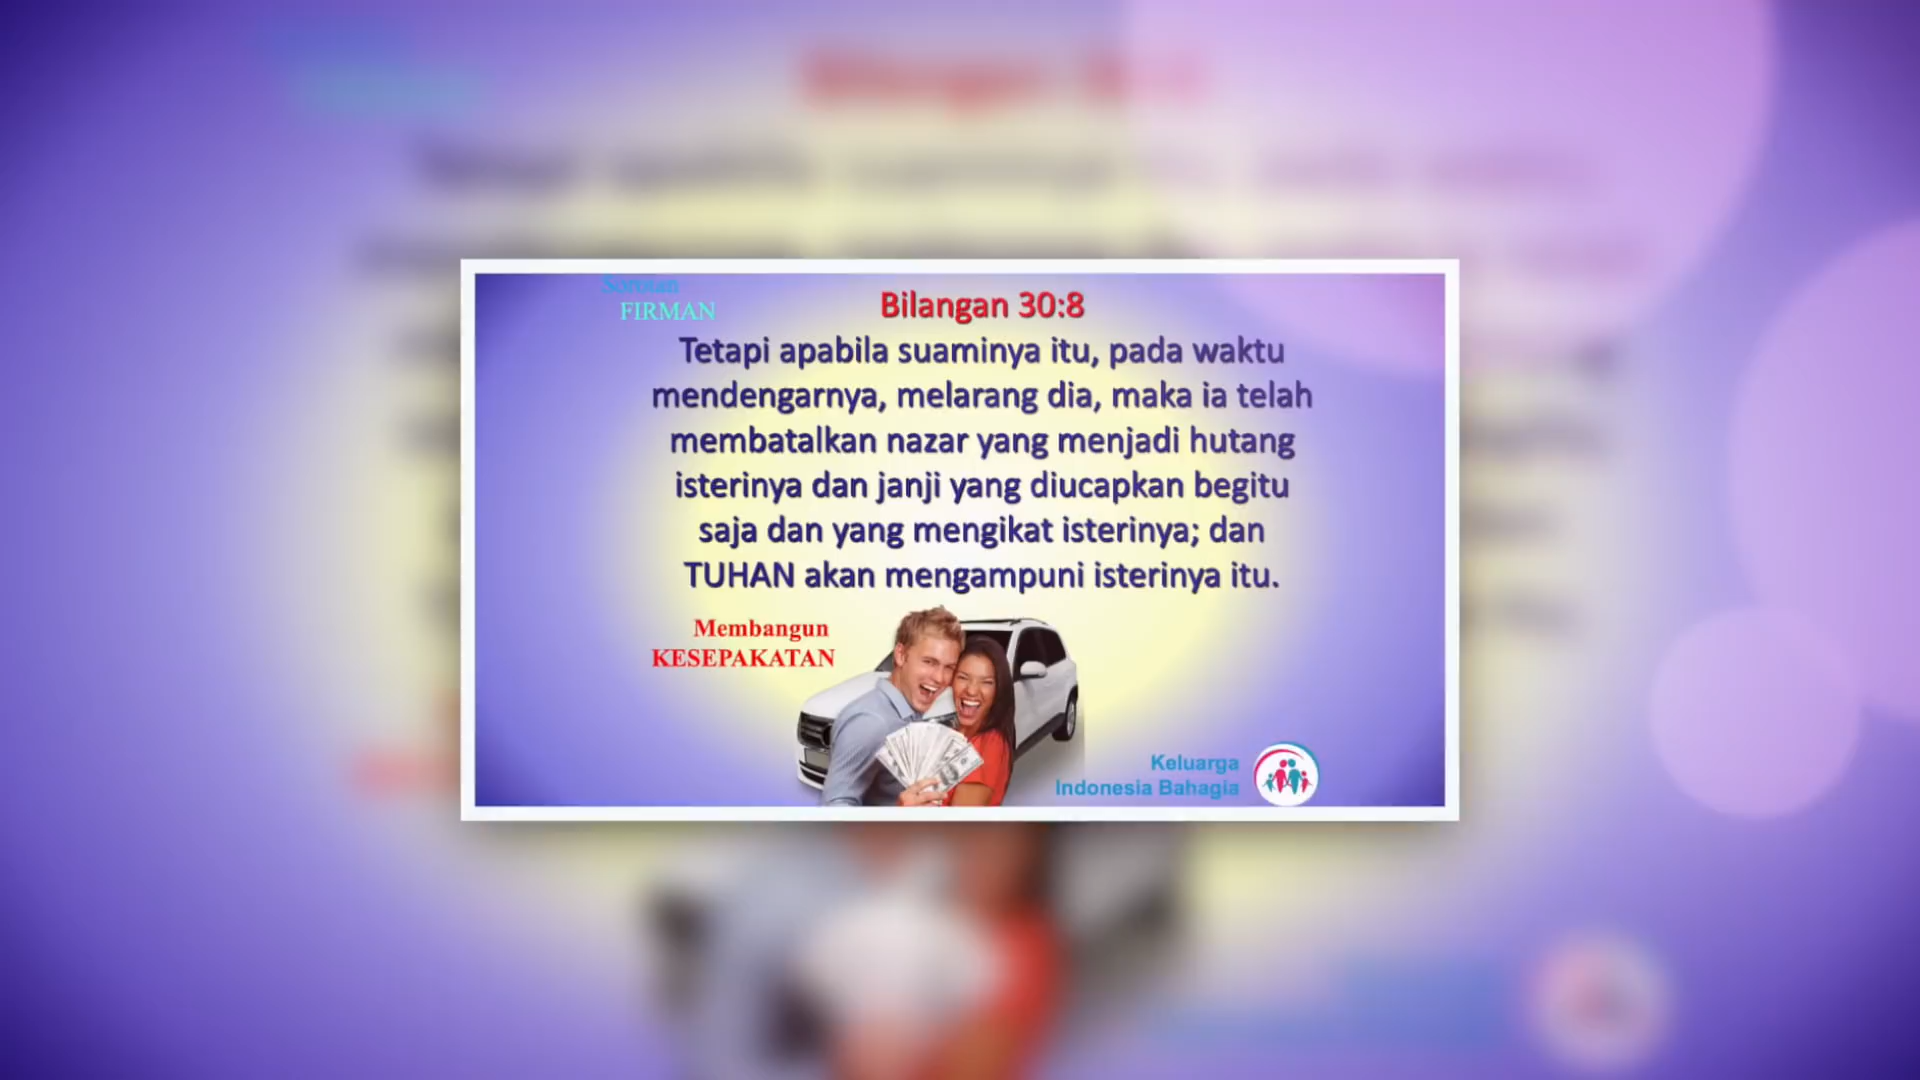 Sorotan
FIRMAN
Bilangan 30:8
Tetapi apabila suaminya itu, pada waktu
mendengarnya, melarang dia, maka ia telah
membatalkan nazar yang menjadi hutang
isterinya dan janji yang diucapkan begitu
saja dan yang mengikat isterinya; dan
TUHAN akan mengampuni isterinya itu.
Membangun
KESEPAKATAN
Keluarga
Indonesia Bahagia